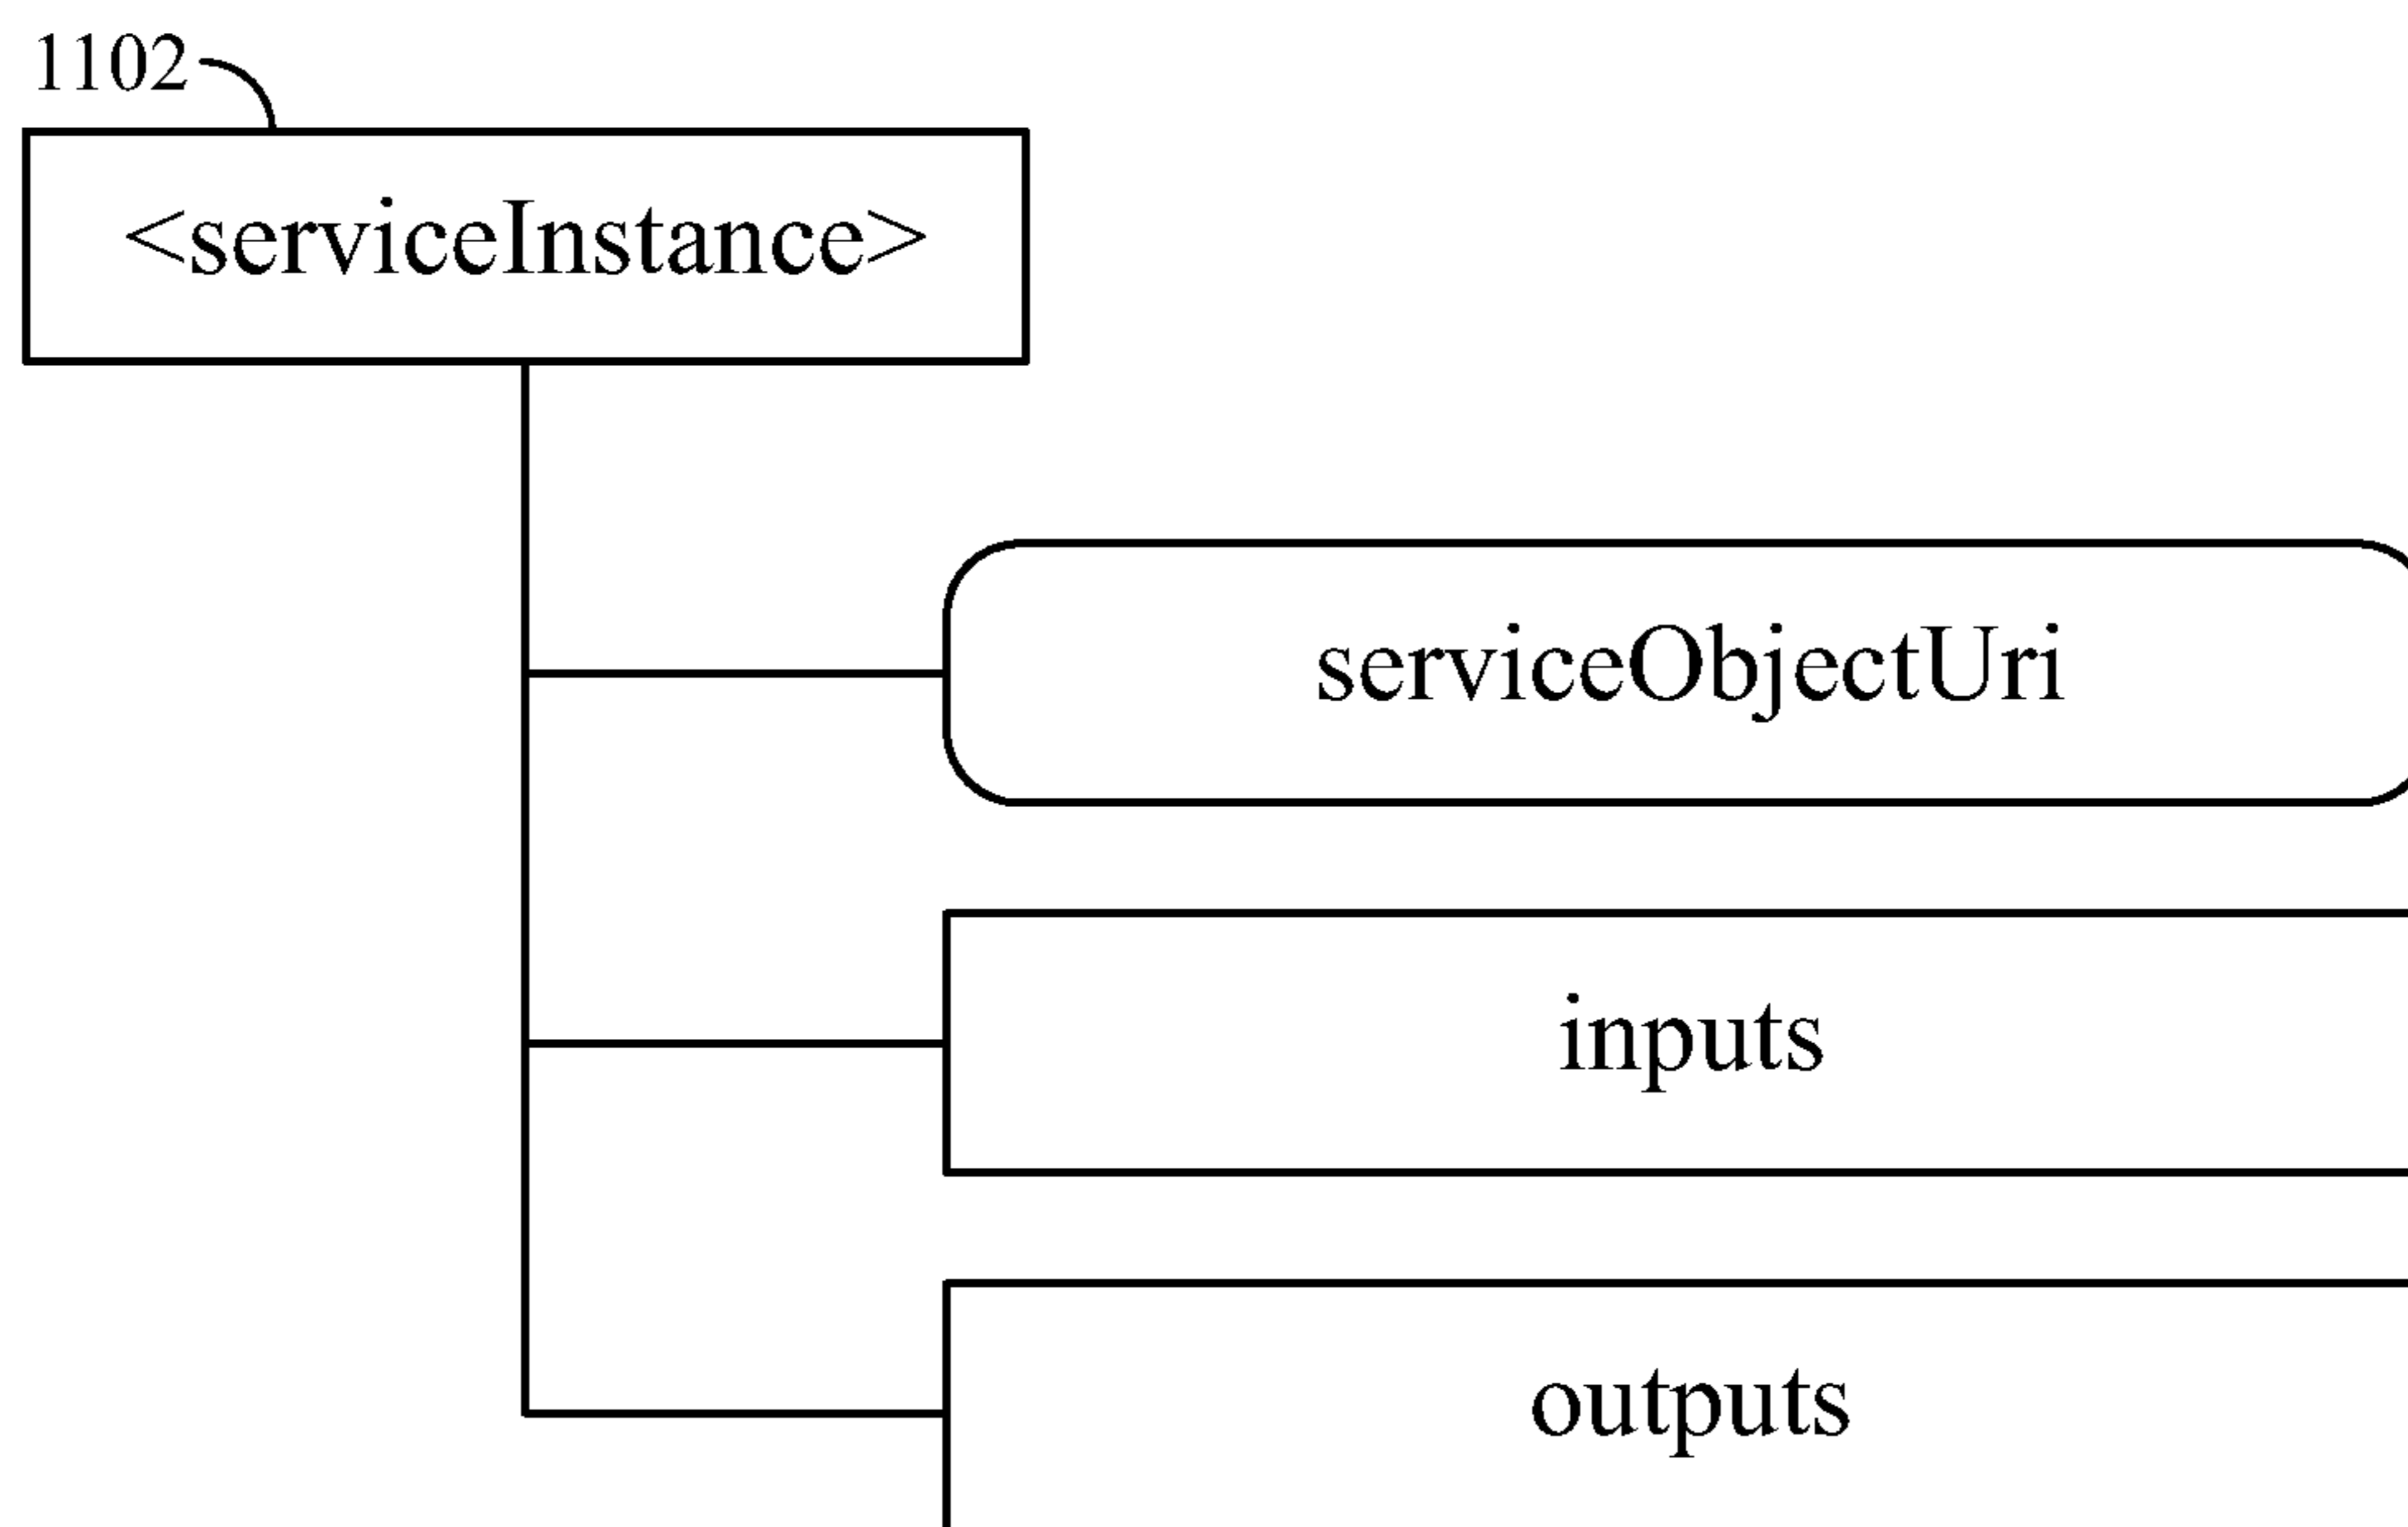 1102
<serviceInstance>
serviceObjectUri
inputs
outputs